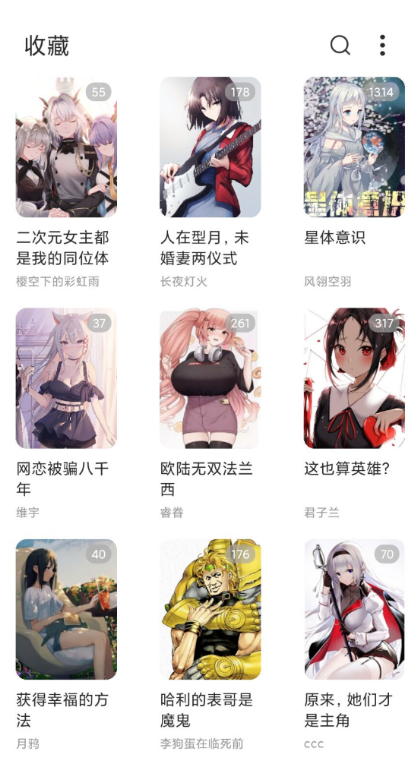 收藏
55
178
1314
二次元女主都
是我的同位体
樱空下的彩虹雨
人在型月，未
婚妻两仪式
长夜灯火
星体意识
风翎空羽
37
261
317
网恋被骗八千
年
维宇
欧陆无双法兰
西
睿眷
这也算英雄？
君子兰
40
176
70
获得幸福的方
法
月鸦
哈利的表哥是
魔鬼
李狗蛋在临死前
原来，她们才
是主角
ccc